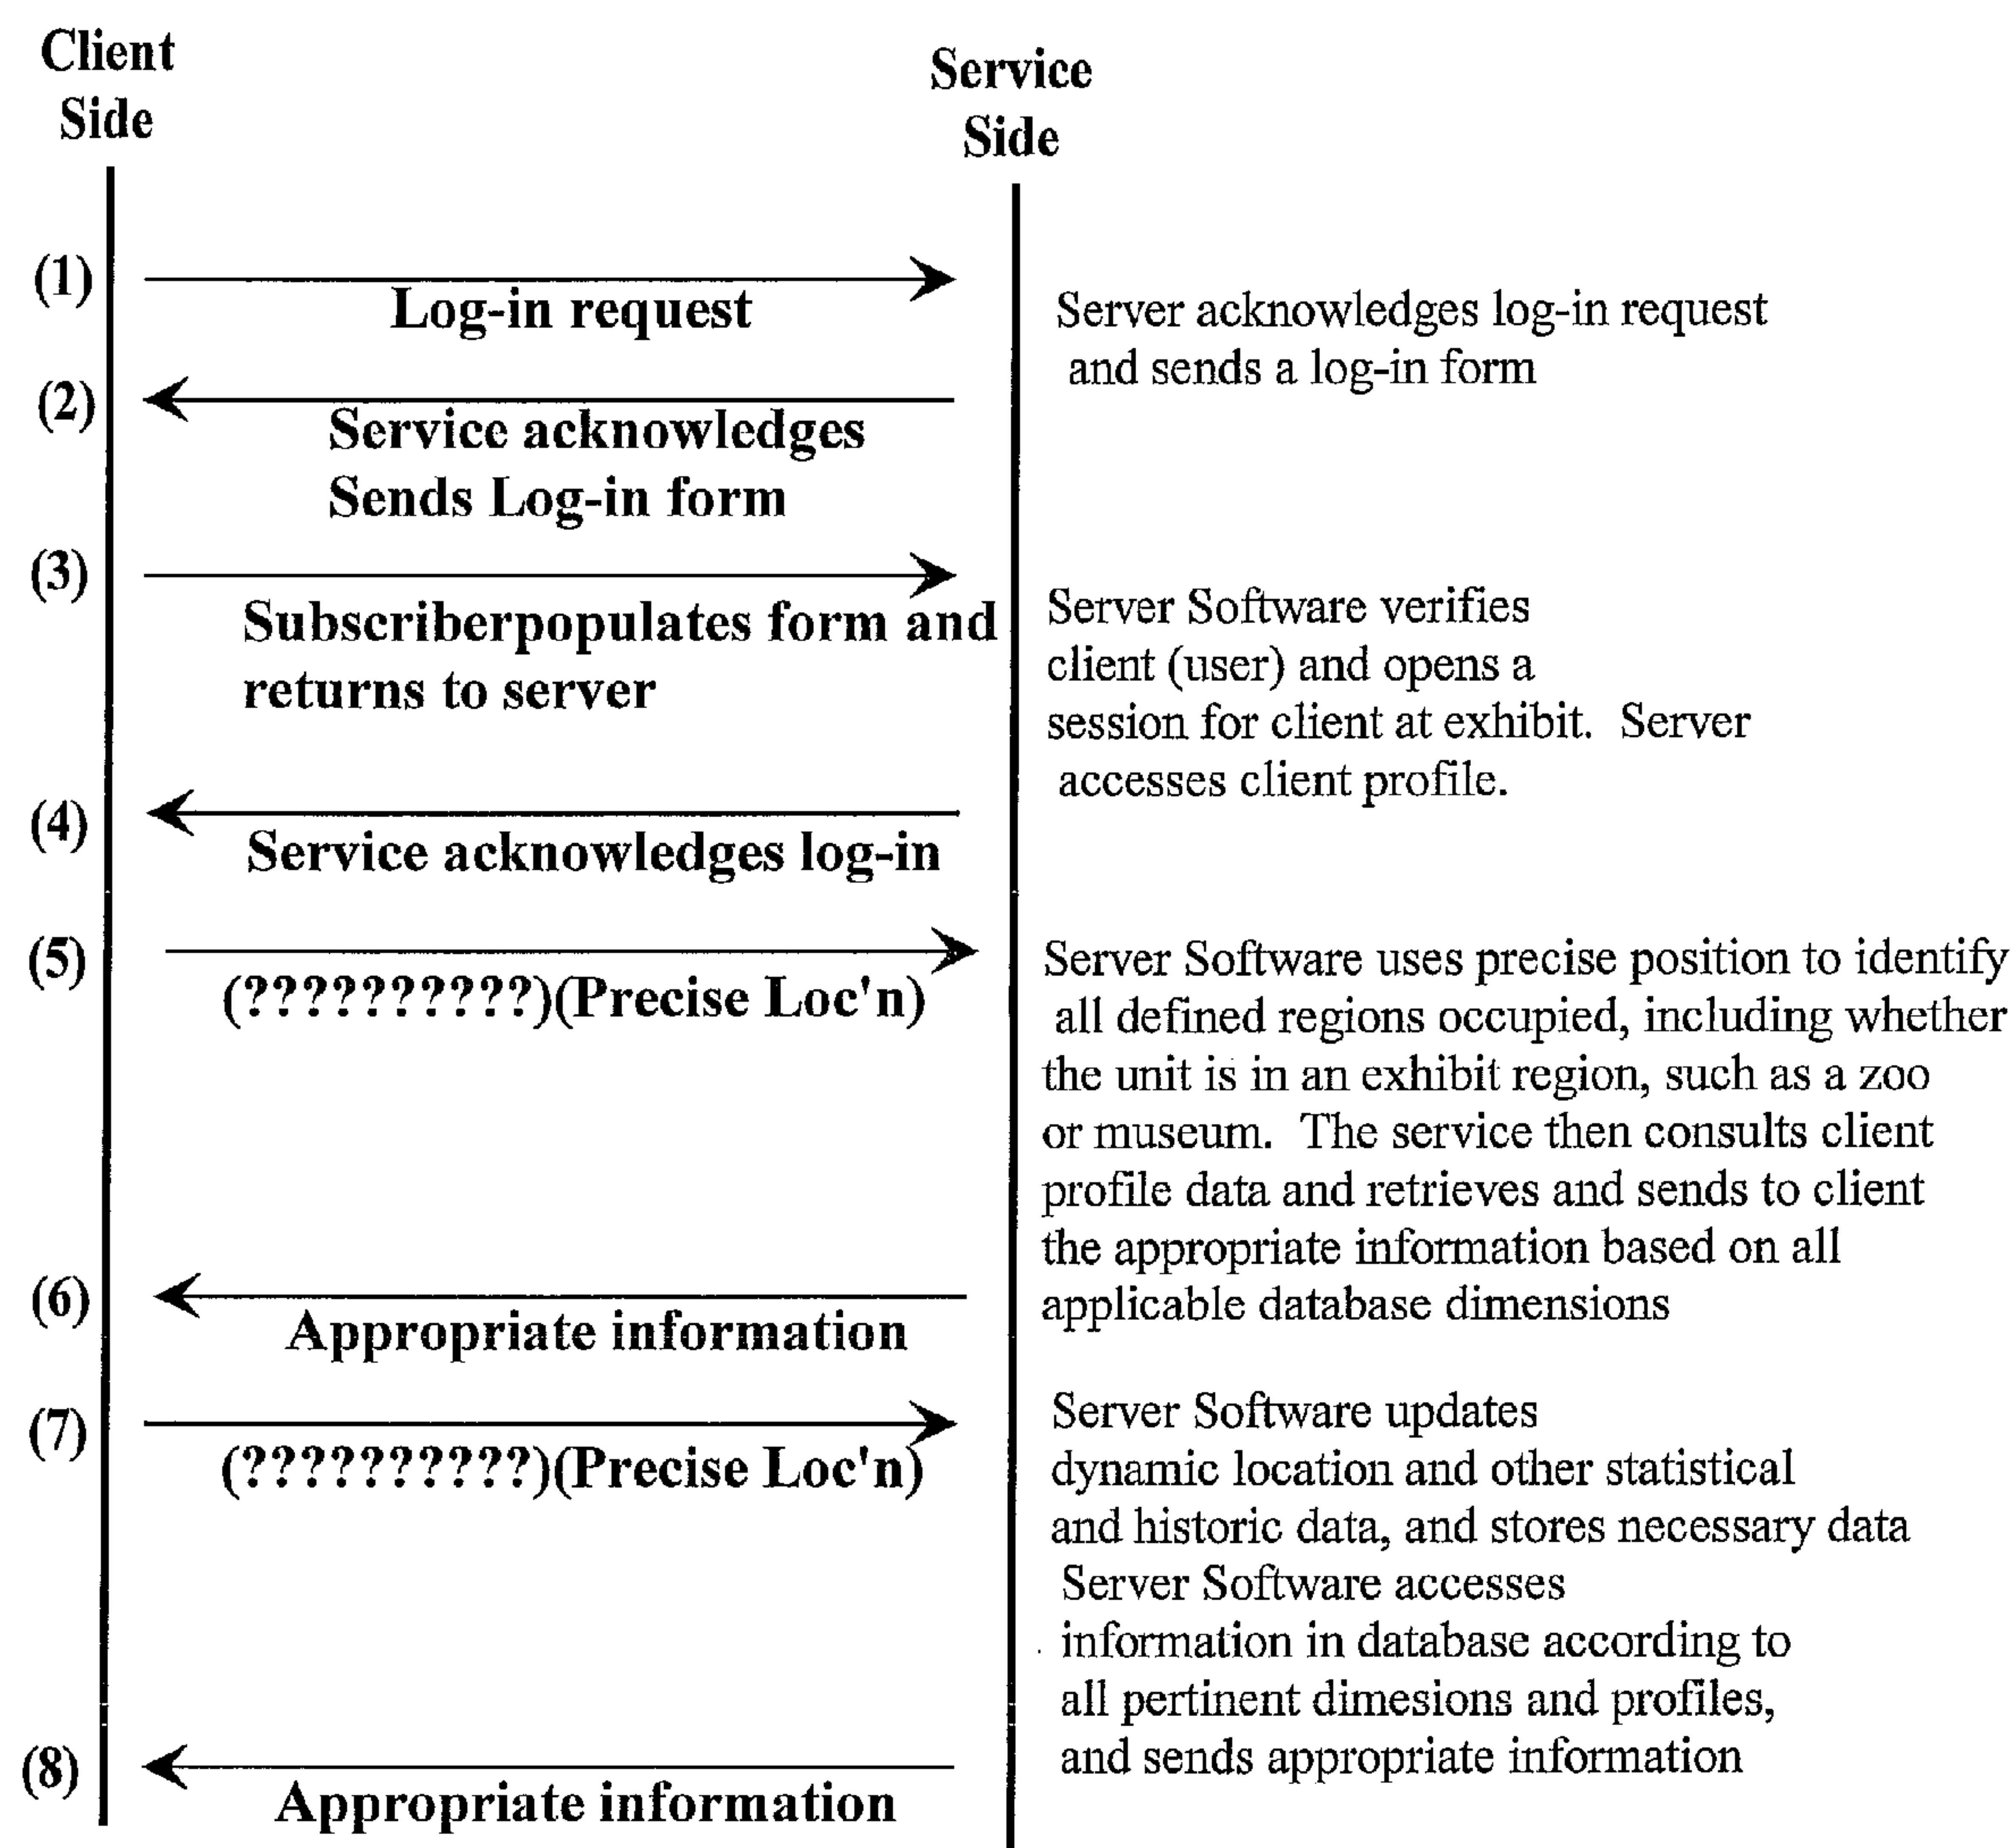 Client
Side
Service
Side
(1)
Log-in request
Server acknowledges log-in request
and sends a log-in form
(2)
Service acknowledges
Sends Log-in form
(3)
Subscriberpopulates form and
returns to server
Server Software verifies
client (user) and opens a
session for client at exhibit. Server
accesses client profile.
(4)
Service acknowledges log-in
(5)
(??????????)(Precise Loc'n)
Server Software uses precise position to identify
all defined regions occupied, including whether
the unit is in an exhibit region, such as a zoo
or museum. The service then consults client
profile data and retrieves and sends to client
the appropriate information based on all
applicable database dimensions
(6)
Appropriate information
(7)
(??????????)(Precise Loc'n)
Server Software updates
dynamic location and other statistical
and historic data, and stores necessary data
Server Software accesses
information in database according to
all pertinent dimesions and profiles,
and sends appropriate information
(8)
Appropriate information